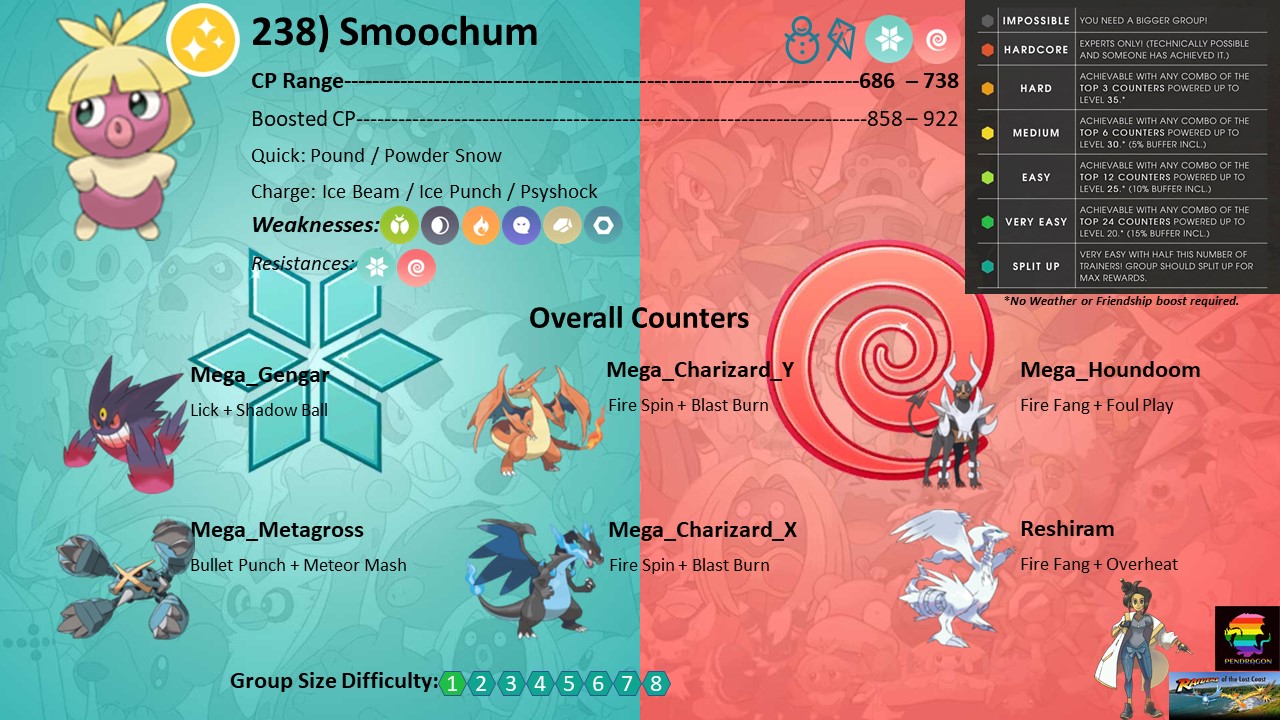 238) Smoochum
CP Range--------------------------------------------------------------------------686 – 738
Boosted CP-------------------------------------------------------------------------858 – 922
Quick: Pound / Powder Snow
Charge: Ice Beam / Ice Punch / Psyshock
Weaknesses:
Resistances:
IMPOSSIBLE YOU NEED A BIGGER GROUP!
HARDCORE EXPERTS ONLY! (TECHNICALLY POSSIBLE
AND SOMEONE HAS ACHIEVED IT.)
HARD ACHIEVABLE WITH ANY COMBO OF THE
TOP 3 COUNTERS POWERED UP TO
LEVEL 35.*
MEDIUM ACHIEVABLE WITH ANY COMBO OF THE
TOP 6 COUNTERS POWERED UP TO
LEVEL 30.* (5% BUFFER INCL.)
EASY ACHIEVABLE WITH ANY COMBO OF THE
TOP 12 COUNTERS POWERED UP TO
LEVEL 25.* (10% BUFFER INCL.)
VERY EASY ACHIEVABLE WITH ANY COMBO OF THE
TOP 24 COUNTERS POWERED UP TO
LEVEL 20.* (15% BUFFER INCL.)
SPLIT UP VERY EASY WITH HALF THIS NUMBER OF
TRAINERS! GROUP SHOULD SPLIT UP FOR
MAX REWARDS.
*No Weather or Friendship boost required.
Overall Counters
Mega_Gengar
Lick + Shadow Ball
Mega_Charizard_Y
Fire Spin + Blast Burn
Mega_Houndoom
Fire Fang + Foul Play
Mega_Metagross
Bullet Punch + Meteor Mash
Mega_Charizard_X
Fire Spin + Blast Burn
Reshiram
Fire Fang + Overheat
Group Size Difficulty: 1 2 3 4 5 6 7 8
PENDRAGON
RAIDERS of the Lost Coast